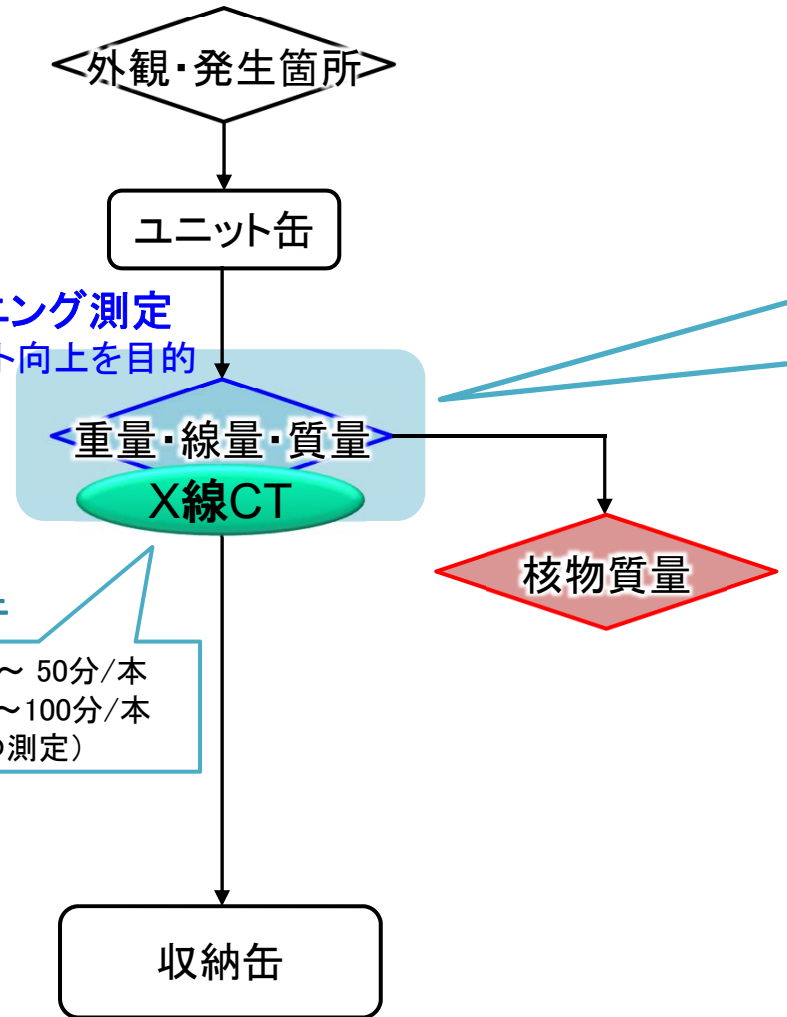 外観・発生箇所
ユニット缶
ニング測定
ト向上を目的
重量・線量・質量
X線CT
核物質量
～ 50分/本
～100分/本
測定）
収納缶